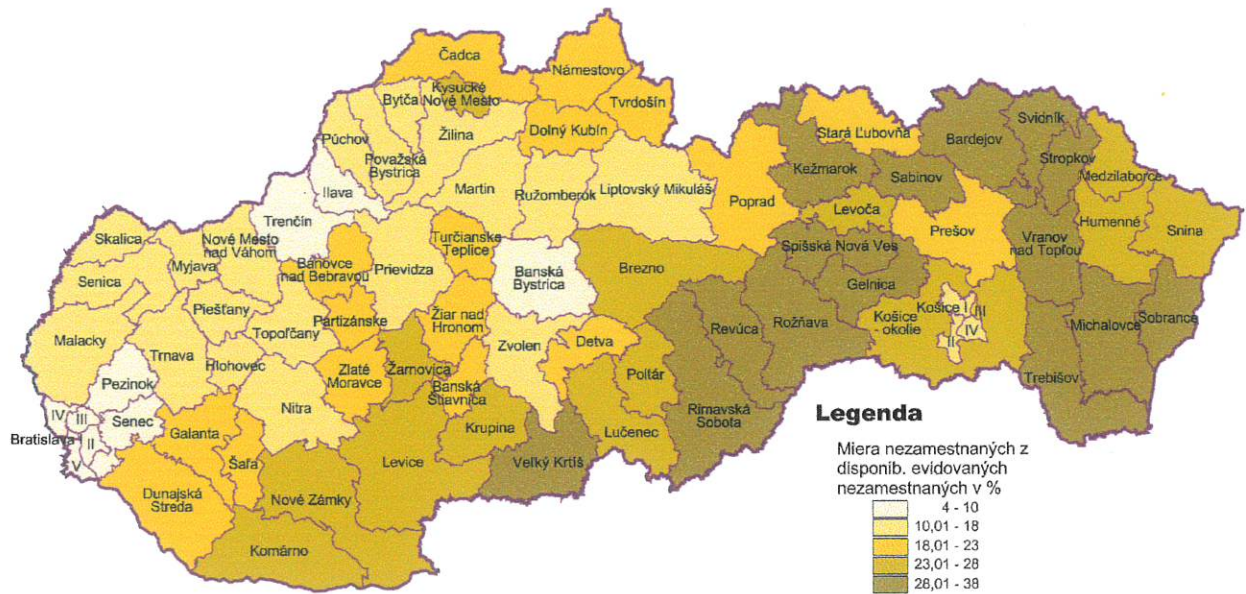 Čadca
Námestovo
Kysucké
Nové Mesto
Tvrdošín
Bytča
Dolný Kubín
Púchov
Žilina
Považská
Bystrica
Stará Ľubovňa
Bardejov
Svidník
Stropkov
Medzilaborce
Kežmarok
Sabinov
Ilava
Martin
Ružomberok
Liptovský Mikuláš
Poprad
Levoča
Prešov
Humenné
Snina
Trenčín
Skalica
Nové Mesto
nad Váhom
Myjava
Turčianske
Teplice
Spišská Nová Ves
Vranov
nad Topľou
Bánovce
nad Bebravou
Prievidza
Banská
Bystrica
Brezno
Gelnica
Senica
Piešťany
Topoľčany
Partizánske
Žiar nad
Hronom
Revúca
Rožňava
Košice
- okolie
Košice I
III
IV
II
Michalovce
Sobrance
Malacky
Trnava
Hlohovec
Zvolen
Detva
Zlaté
Moravce
Žarnovica
Banská
Štiavnica
Poltár
Trebišov
Pezinok
Nitra
Rimavská
Sobota
Senec
IV
III
Bratislava
II
V
Galanta
Šaľa
Levice
Krupina
Lučenec
Veľký Krtíš
Dunajská
Streda
Nové Zámky
Komárno
Legenda
Miera nezamestnaných z
disponib. evidovaných
nezamestnaných v %
4 - 10
10,01 - 18
18,01 - 23
23,01 - 28
28,01 - 38